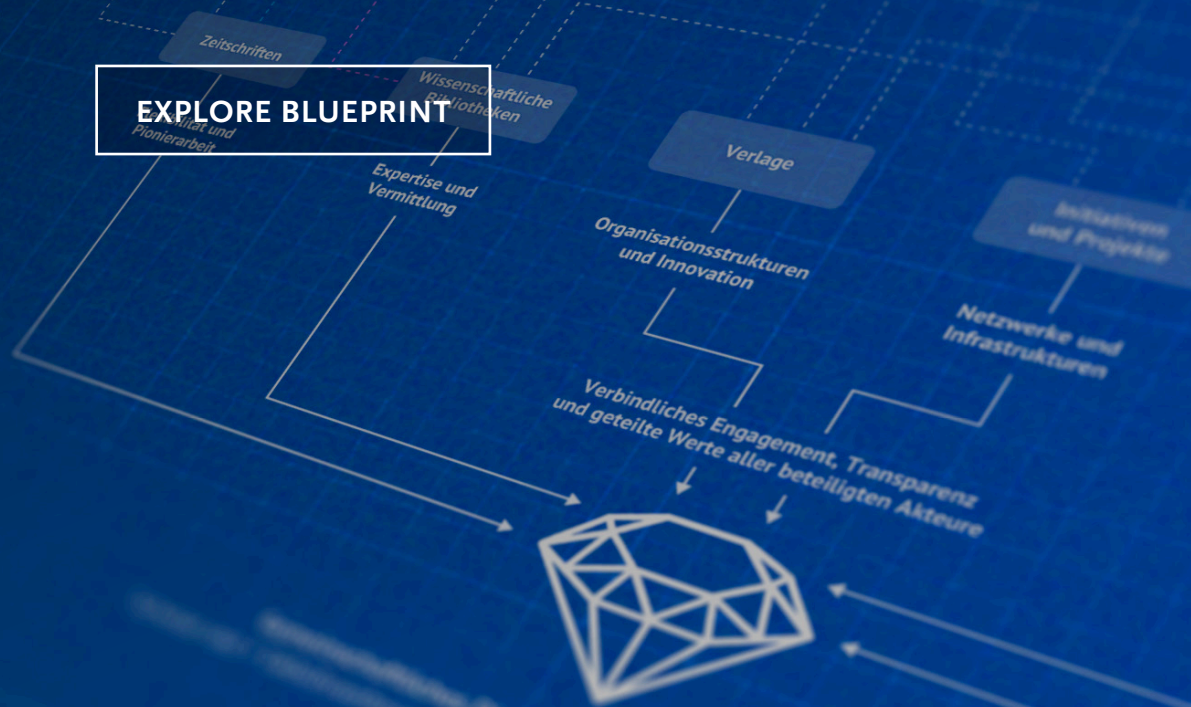 Zeitschriften
EXPLORE BLUEPRINT
Wissenschaftliche
Bibliotheken
und
Pionierarbeit
Expertise und
Vermittlung
Verlage
Organisationsstrukturen
und Innovation
Initiativen
und Projekte
Netzwerke und
Infrastrukturen
Verbindliches Engagement, Transparenz
und geteilte Werte aller beteiligten Akteure